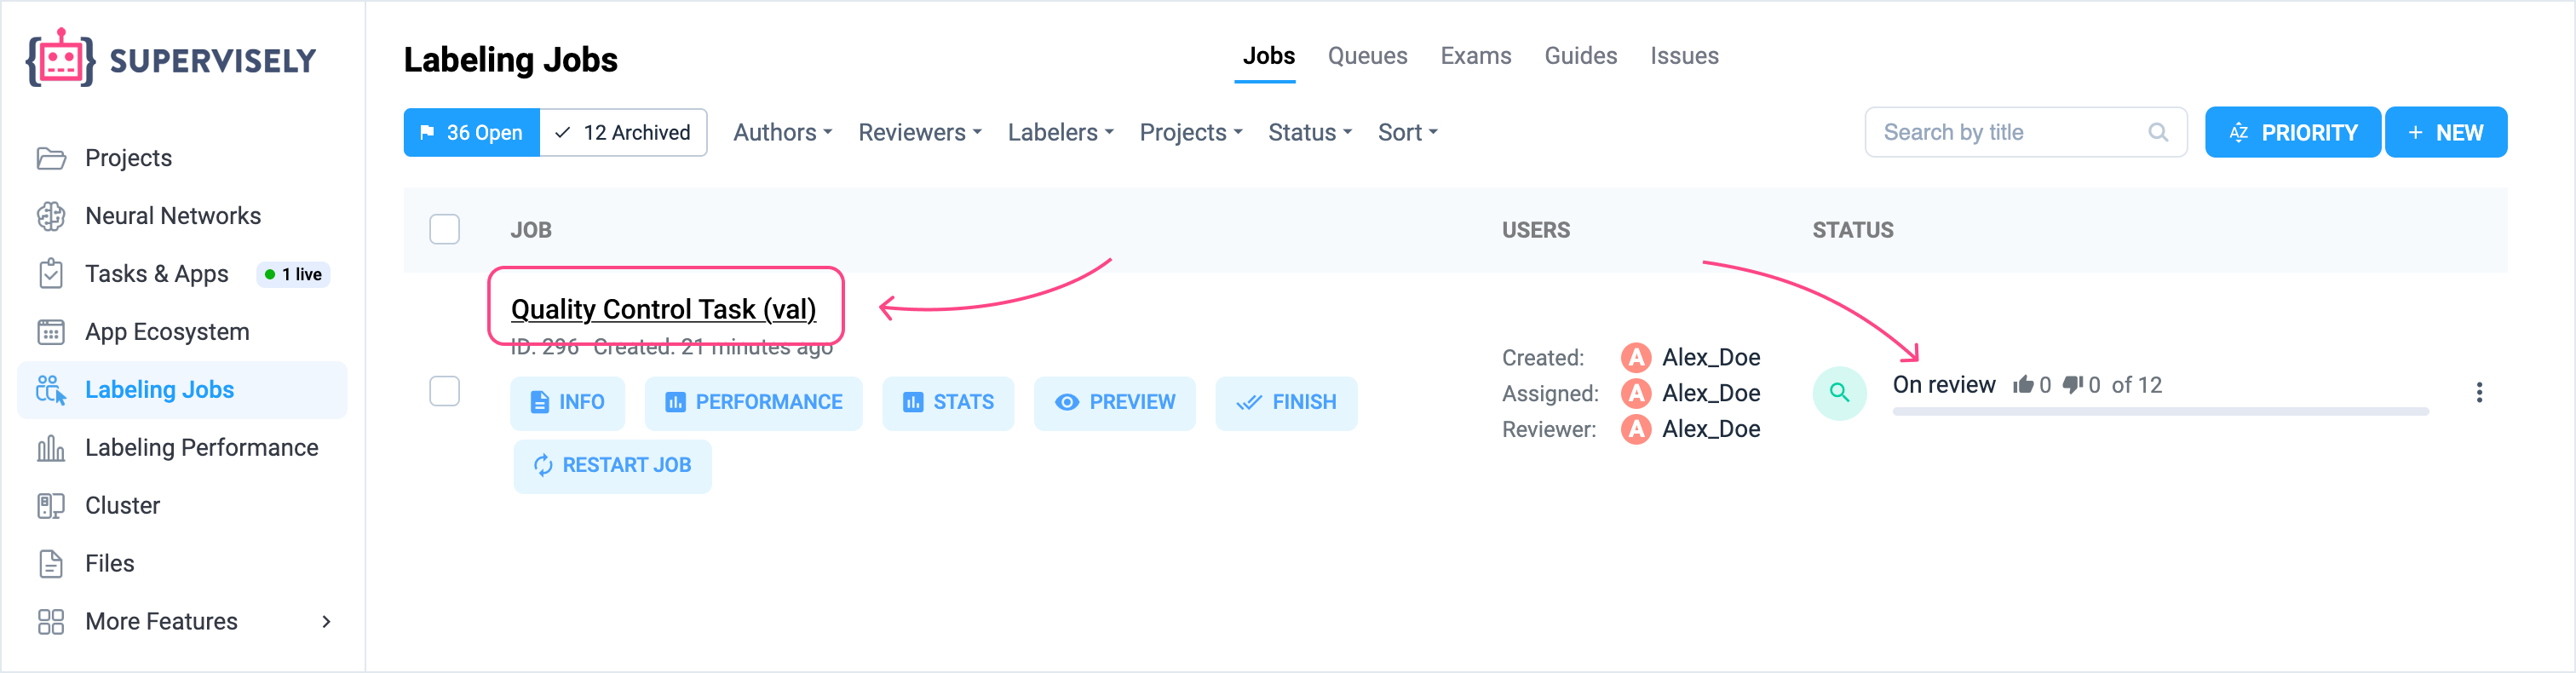 SUPERVISELY
Projects
Neural Networks
Tasks & Apps 1 live
App Ecosystem
Labeling Jobs
Labeling Performance
Cluster
Files
More Features
Labeling Jobs
Jobs Queues Exams Guides Issues
36 Open 12 Archived Authors Reviewers Labelers Projects Status Sort Search by title AZ PRIORITY + NEW
JOB USERS STATUS
Quality Control Task (val)
ID: 296 Created: 21 minutes ago
INFO PERFORMANCE STATS PREVIEW FINISH
RESTART JOB
Created: A Alex_Doe
Assigned: A Alex_Doe
Reviewer: A Alex_Doe
On review 0 0 of 12